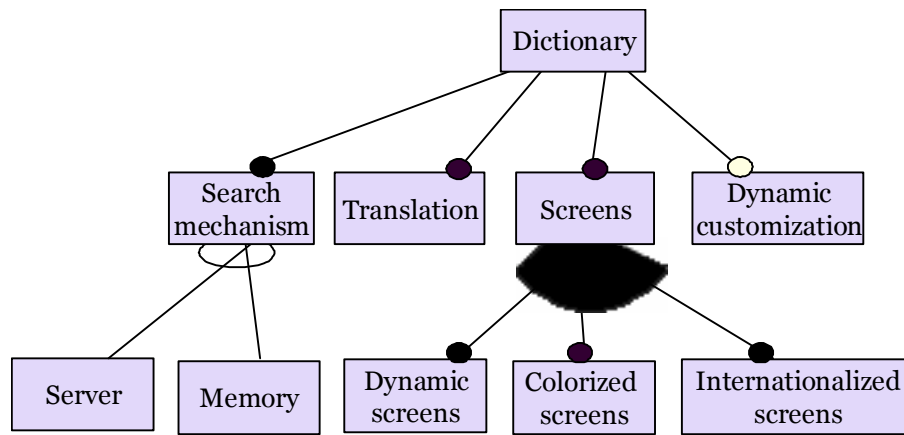 Dictionary
Search
mechanism
Translation
Screens
Dynamic
customization
Server
Memory
Dynamic
screens
Colorized
screens
Internationalized
screens